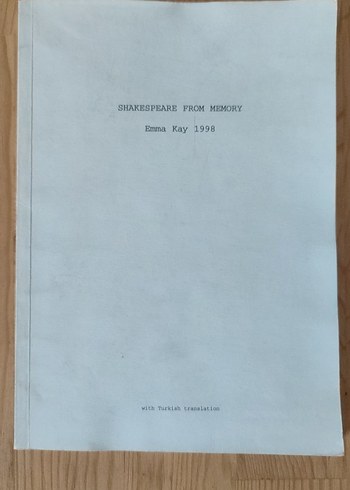 SHAKESPEARE FROM MEMORY
Emma Kay 1998
with Turkish translation